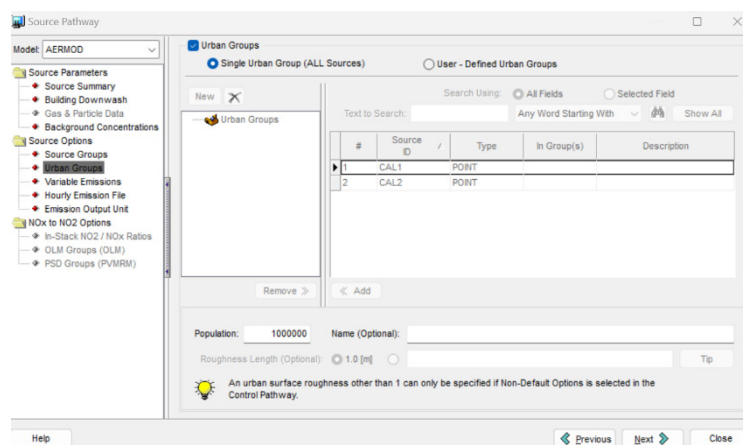 Source Pathway
Model: AERMOD
Source Parameters
Source Summary
Building Downwash
Gas & Particle Data
Background Concentrations
Source Options
Source Groups
Urban Groups
Variable Emissions
Hourly Emission File
Emission Output Unit
NOx to NO2 Options
In-Stack NO2 / NOx Ratios
OLM Groups (OLM)
PSD Groups (PVMRM)
Urban Groups
Single Urban Group (ALL Sources) User - Defined Urban Groups
New
Urban Groups
Search Using: All Fields Selected Field
Text to Search: Any Word Starting With Show All
# Source ID / Type In Group(s) Description
1 CAL1 POINT
2 CAL2 POINT
Remove Add
Population: 1000000 Name (Optional):
Roughness Length (Optional): 1.0 [m] Tip
An urban surface roughness other than 1 can only be specified if Non-Default Options is selected in the
Control Pathway.
Help Previous Next Close